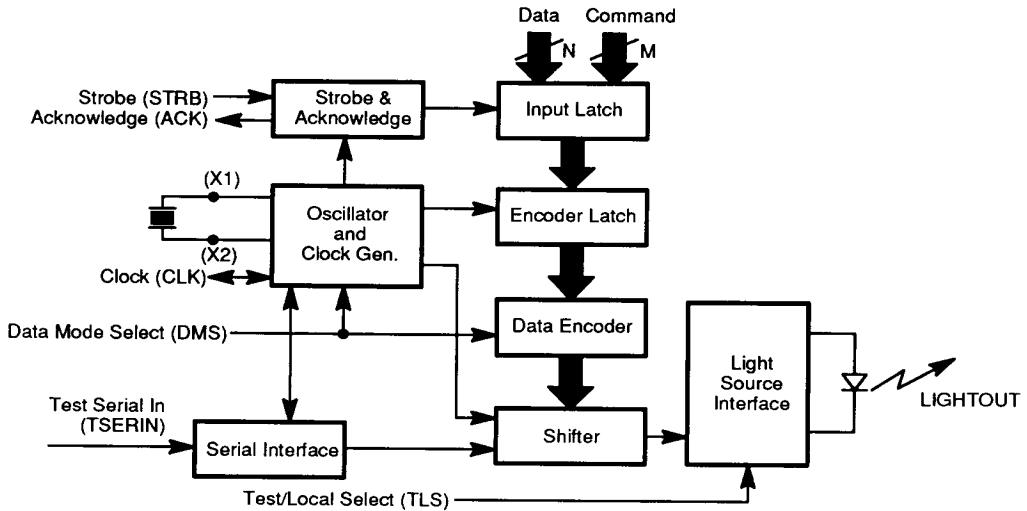 Data
Command
N
M
Strobe (STRB)
Acknowledge (ACK)
Strobe &
Acknowledge
Input Latch
(X1)
(X2)
Oscillator
and
Clock Gen.
Encoder Latch
Clock (CLK)
Data Mode Select (DMS)
Data Encoder
Light
Source
Interface
LIGHTOUT
Test Serial In
(TSERIN)
Serial Interface
Shifter
Test/Local Select (TLS)